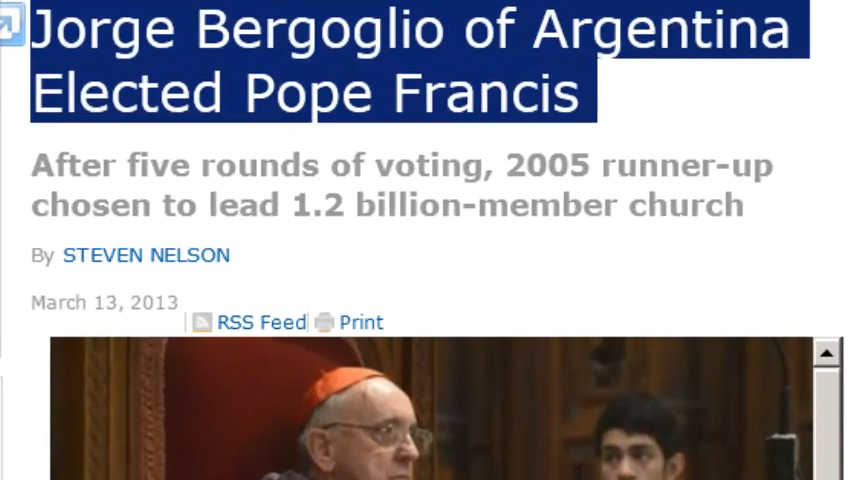 Jorge Bergoglio of Argentina
Elected Pope Francis
After five rounds of voting, 2005 runner-up
chosen to lead 1.2 billion-member church
By STEVEN NELSON
March 13, 2013
RSS Feed Print